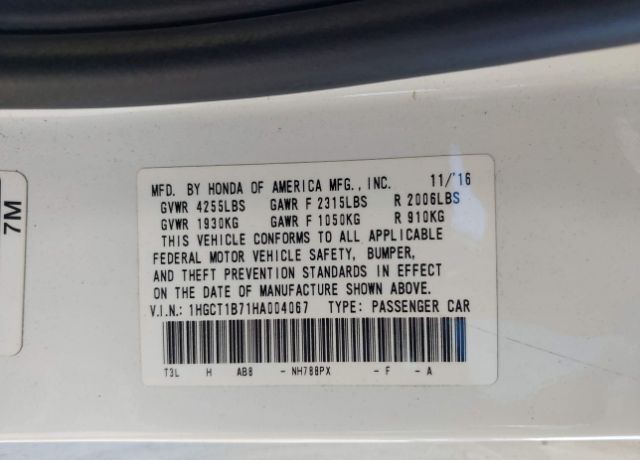 MFD. BY HONDA OF AMERICA MFG., INC. 11/'16
GVWR 4255LBS GAWR F 2315LBS R 2006LBS
GVWR 1930KG GAWR F 1050KG R 910KG
THIS VEHICLE CONFORMS TO ALL APPLICABLE
FEDERAL MOTOR VEHICLE SAFETY, BUMPER,
AND THEFT PREVENTION STANDARDS IN EFFECT
ON THE DATE OF MANUFACTURE SHOWN ABOVE.
V.I.N.: 1HGCT1B71HA004067 TYPE: PASSENGER CAR
T3L H AB8 - NH788PX - F - A
7M